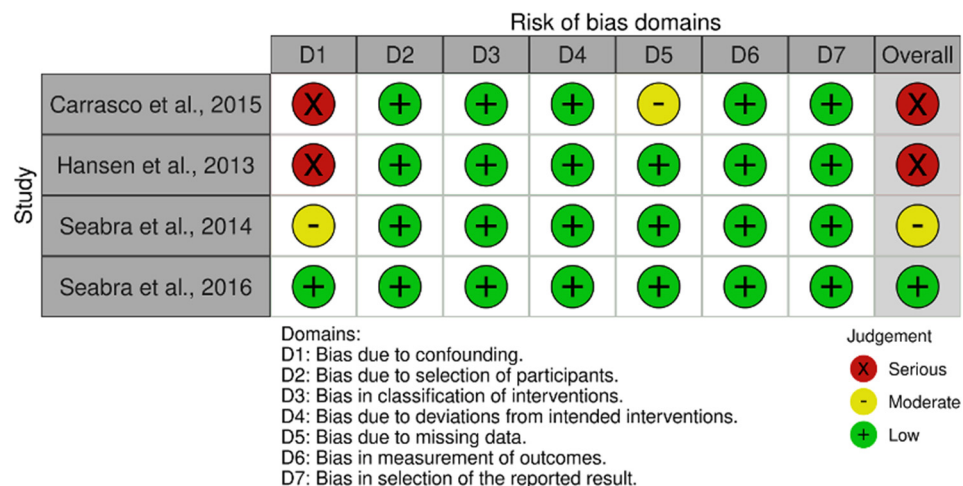 Risk of bias domains
D1 D2 D3 D4 D5 D6 D7 Overall
Study
Carrasco et al., 2015 X + + + - + + X
Hansen et al., 2013 X + + + + + + X
Seabra et al., 2014 - + + + + + + -
Seabra et al., 2016 + + + + + + + +
Domains:
D1: Bias due to confounding.
D2: Bias due to selection of participants.
D3: Bias in classification of interventions.
D4: Bias due to deviations from intended interventions.
D5: Bias due to missing data.
D6: Bias in measurement of outcomes.
D7: Bias in selection of the reported result.
Judgement
X Serious
- Moderate
+ Low